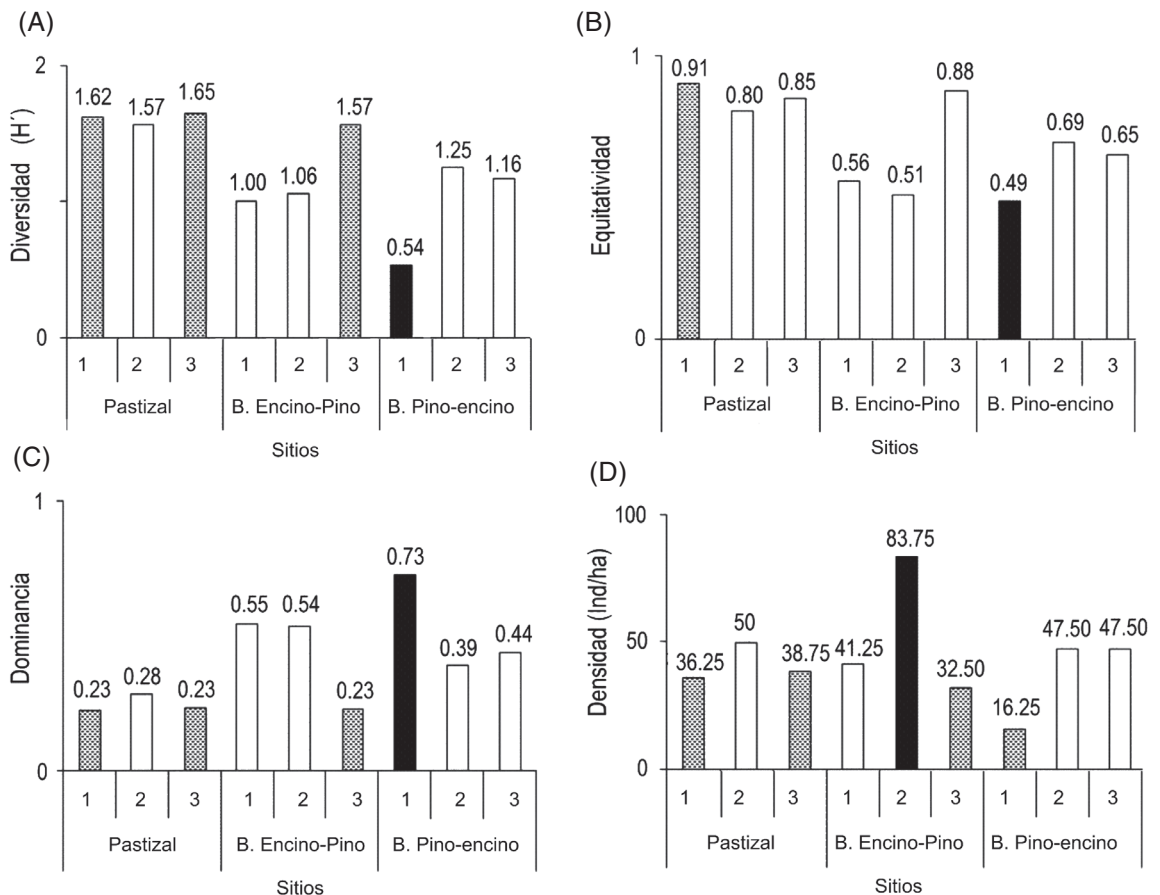 (A)
Diversidad (H´)
2
0
1.62 1.57 1.65 1.00 1.06 1.57 0.54 1.25 1.16
1 2 3 1 2 3 1 2 3
Pastizal B. Encino-Pino B. Pino-encino
Sitios
(B)
Equitatividad
1
0
0.91 0.80 0.85 0.56 0.51 0.88 0.49 0.69 0.65
1 2 3 1 2 3 1 2 3
Pastizal B. Encino-Pino B. Pino-encino
Sitios
(C)
Dominancia
1
0
0.23 0.28 0.23 0.55 0.54 0.23 0.73 0.39 0.44
1 2 3 1 2 3 1 2 3
Pastizal B. Encino-Pino B. Pino-encino
Sitios
(D)
Densidad (Ind/ha)
100
50
0
36.25 50 38.75 41.25 83.75 32.50 16.25 47.50 47.50
1 2 3 1 2 3 1 2 3
Pastizal B. Encino-Pino B. Pino-encino
Sitios